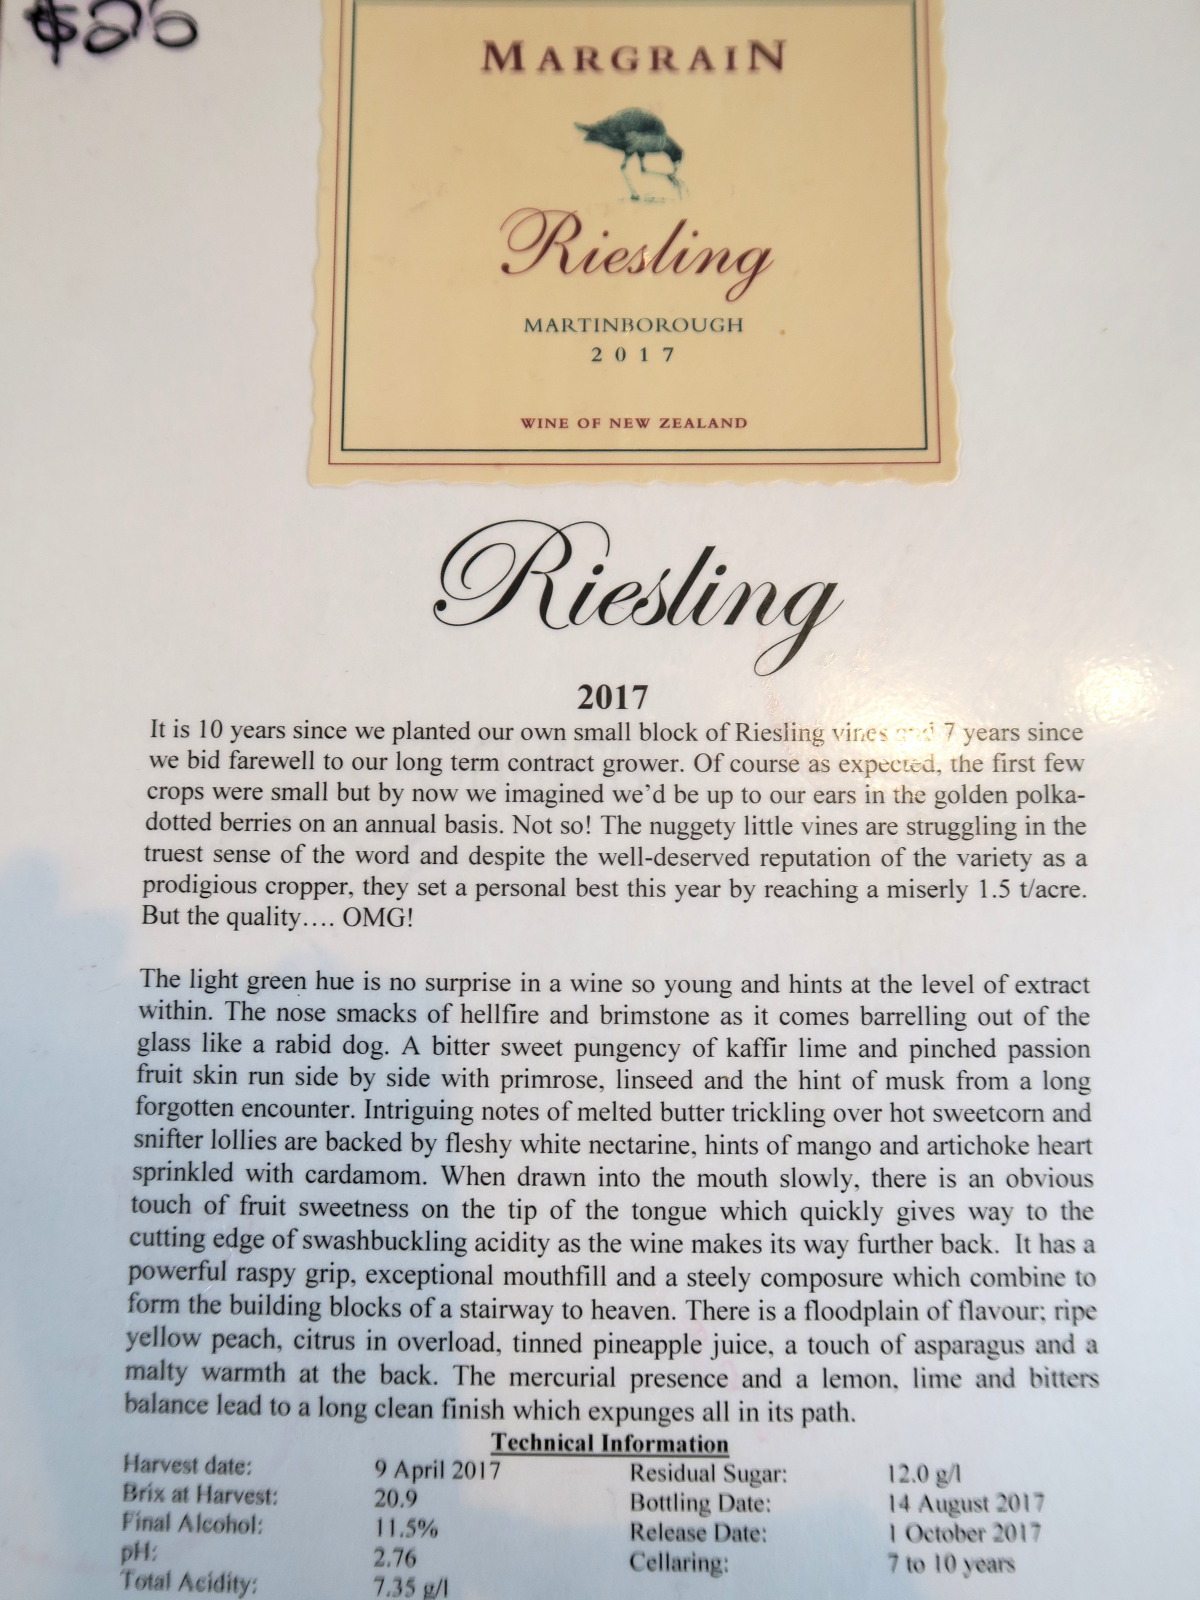 $26
MARGRAIN
Riesling
MARTINBOROUGH
2017
WINE OF NEW ZEALAND
Riesling
2017
It is 10 years since we planted our own small block of Riesling vines and 7 years since
we bid farewell to our long term contract grower. Of course as expected, the first few
crops were small but by now we imagined we'd be up to our ears in the golden polka-
dotted berries on an annual basis. Not so! The nuggety little vines are struggling in the
truest sense of the word and despite the well-deserved reputation of the variety as a
prodigious cropper, they set a personal best this year by reaching a miserly 1.5 t/acre.
But the quality…. OMG!
The light green hue is no surprise in a wine so young and hints at the level of extract
within. The nose smacks of hellfire and brimstone as it comes barrelling out of the
glass like a rabid dog. A bitter sweet pungency of kaffir lime and pinched passion
fruit skin run side by side with primrose, linseed and the hint of musk from a long
forgotten encounter. Intriguing notes of melted butter trickling over hot sweetcorn and
snifter lollies are backed by fleshy white nectarine, hints of mango and artichoke heart
sprinkled with cardamom. When drawn into the mouth slowly, there is an obvious
touch of fruit sweetness on the tip of the tongue which quickly gives way to the
cutting edge of swashbuckling acidity as the wine makes its way further back. It has a
powerful raspy grip, exceptional mouthfill and a steely composure which combine to
form the building blocks of a stairway to heaven. There is a floodplain of flavour; ripe
yellow peach, citrus in overload, tinned pineapple juice, a touch of asparagus and a
malty warmth at the back. The mercurial presence and a lemon, lime and bitters
balance lead to a long clean finish which expunges all in its path.
Technical Information
Harvest date: 9 April 2017 Residual Sugar: 12.0 g/l
Brix at Harvest: 20.9 Bottling Date: 14 August 2017
Final Alcohol: 11.5% Release Date: 1 October 2017
pH: 2.76 Cellaring: 7 to 10 years
Total Acidity: 7.35 g/l